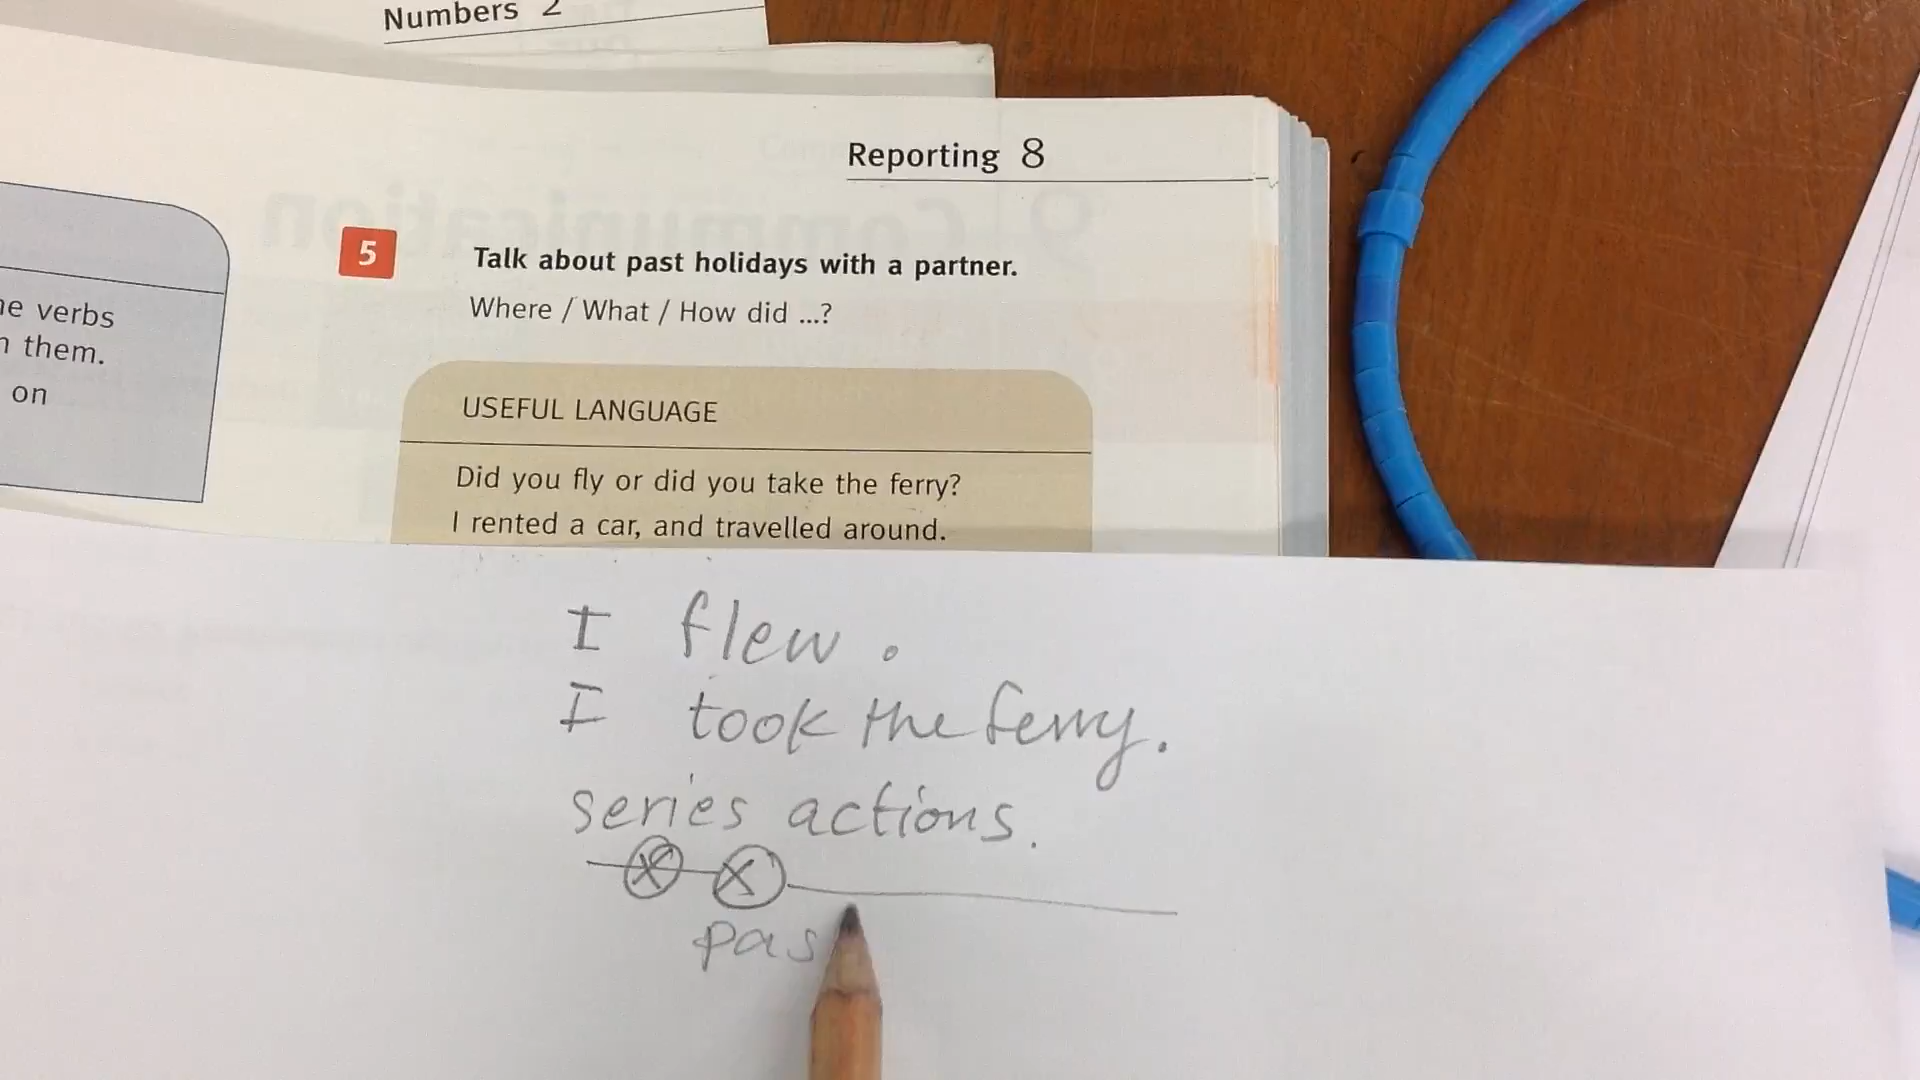 Numbers 2
Reporting 8
5 Talk about past holidays with a partner.
Where / What / How did ...?
verbs
them.
on
USEFUL LANGUAGE
Did you fly or did you take the ferry?
I rented a car, and travelled around.
I flew.
I took the ferry.
series actions.
pas